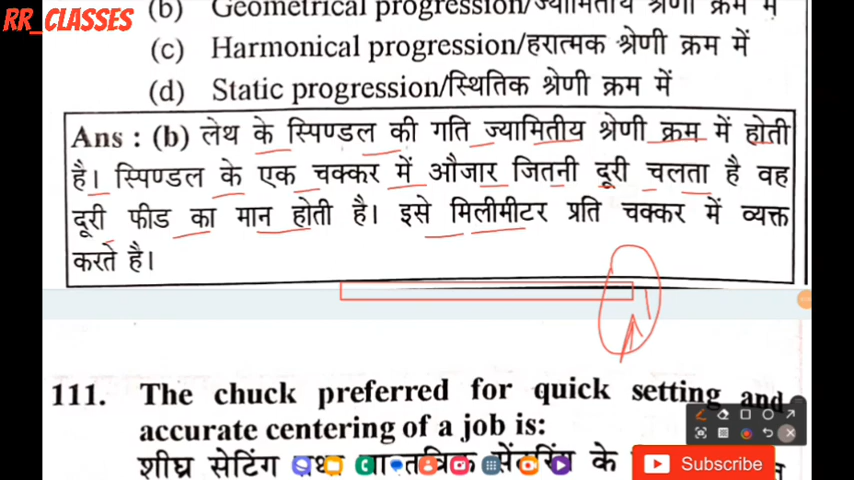 RR_CLASSES
(b) Geometrical progression/ज्यामितीय श्रेणी क्रम में
(c) Harmonical progression/हरात्मक श्रेणी क्रम में
(d) Static progression/स्थितिक श्रेणी क्रम में
Ans : (b) लेथ के स्पिण्डल की गति ज्यामितीय श्रेणी क्रम में होती
है। स्पिण्डल के एक चक्कर में औजार जितनी दूरी चलता है वह
दूरी फीड का मान होती है। इसे मिलीमीटर प्रति चक्कर में व्यक्त
करते है।
111. The chuck preferred for quick setting and
accurate centering of a job is:
शीघ्र सेटिंग तथा सेंटरिंग के
Subscribe